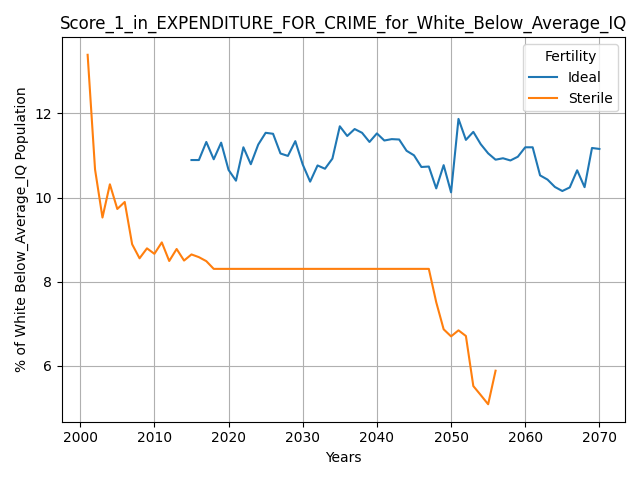 Score_1_in_EXPENDITURE_FOR_CRIME_for_White_Below_Average_IQ
Fertility
Ideal
Sterile
% of White Below_Average_IQ Population
12
10
8
6
2000 2010 2020 2030 2040 2050 2060 2070
Years